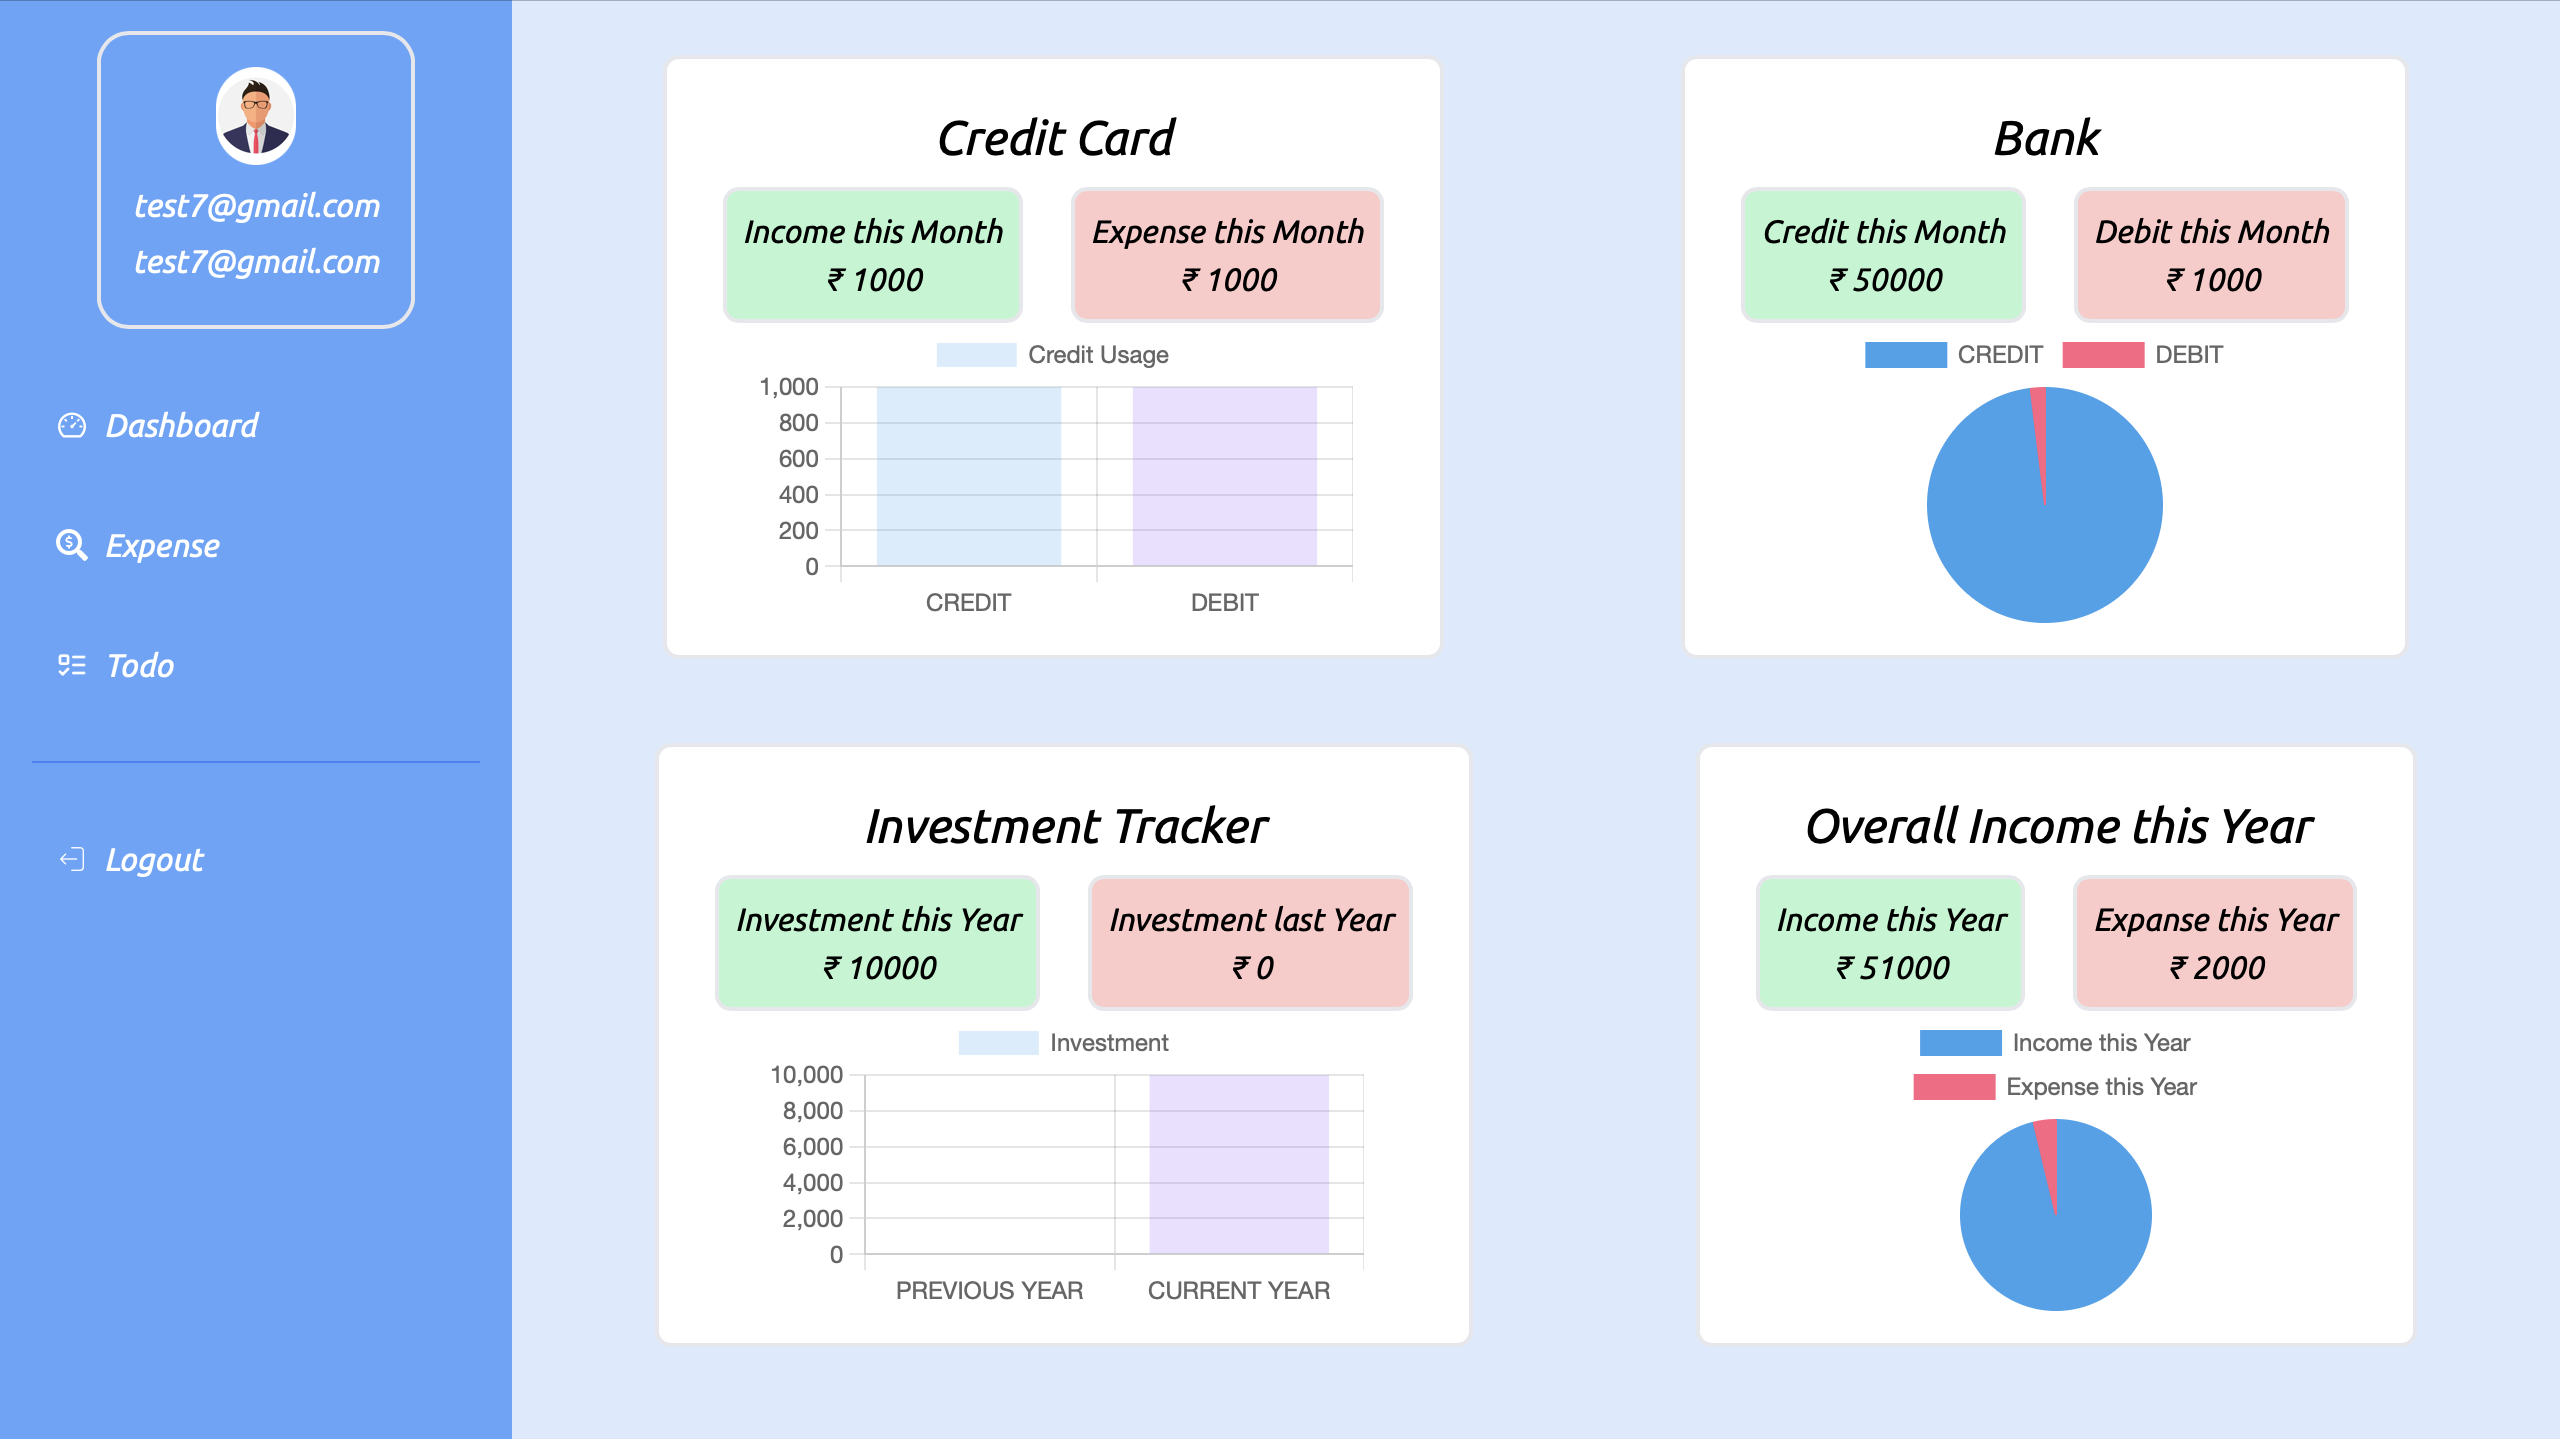 test7@gmail.com
test7@gmail.com
Dashboard
Expense
Todo
Logout
Credit Card
Income this Month
₹ 1000
Expense this Month
₹ 1000
Credit Usage
1,000
800
600
400
200
0
CREDIT
DEBIT
Bank
Credit this Month
₹ 50000
Debit this Month
₹ 1000
CREDIT
DEBIT
Investment Tracker
Investment this Year
₹ 10000
Investment last Year
₹ 0
Investment
10,000
8,000
6,000
4,000
2,000
0
PREVIOUS YEAR
CURRENT YEAR
Overall Income this Year
Income this Year
₹ 51000
Expanse this Year
₹ 2000
Income this Year
Expense this Year